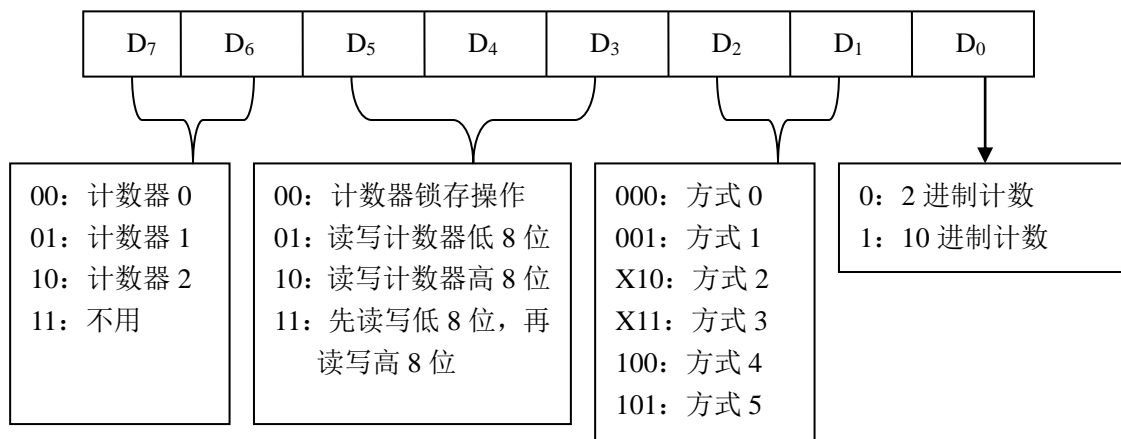 D₇ D₆ D₅ D₄ D₃ D₂ D₁ D₀
00：计数器 0
01：计数器 1
10：计数器 2
11：不用
00：计数器锁存操作
01：读写计数器低 8 位
10：读写计数器高 8 位
11：先读写低 8 位，再
读写高 8 位
000：方式 0
001：方式 1
X10：方式 2
X11：方式 3
100：方式 4
101：方式 5
0：2 进制计数
1：10 进制计数